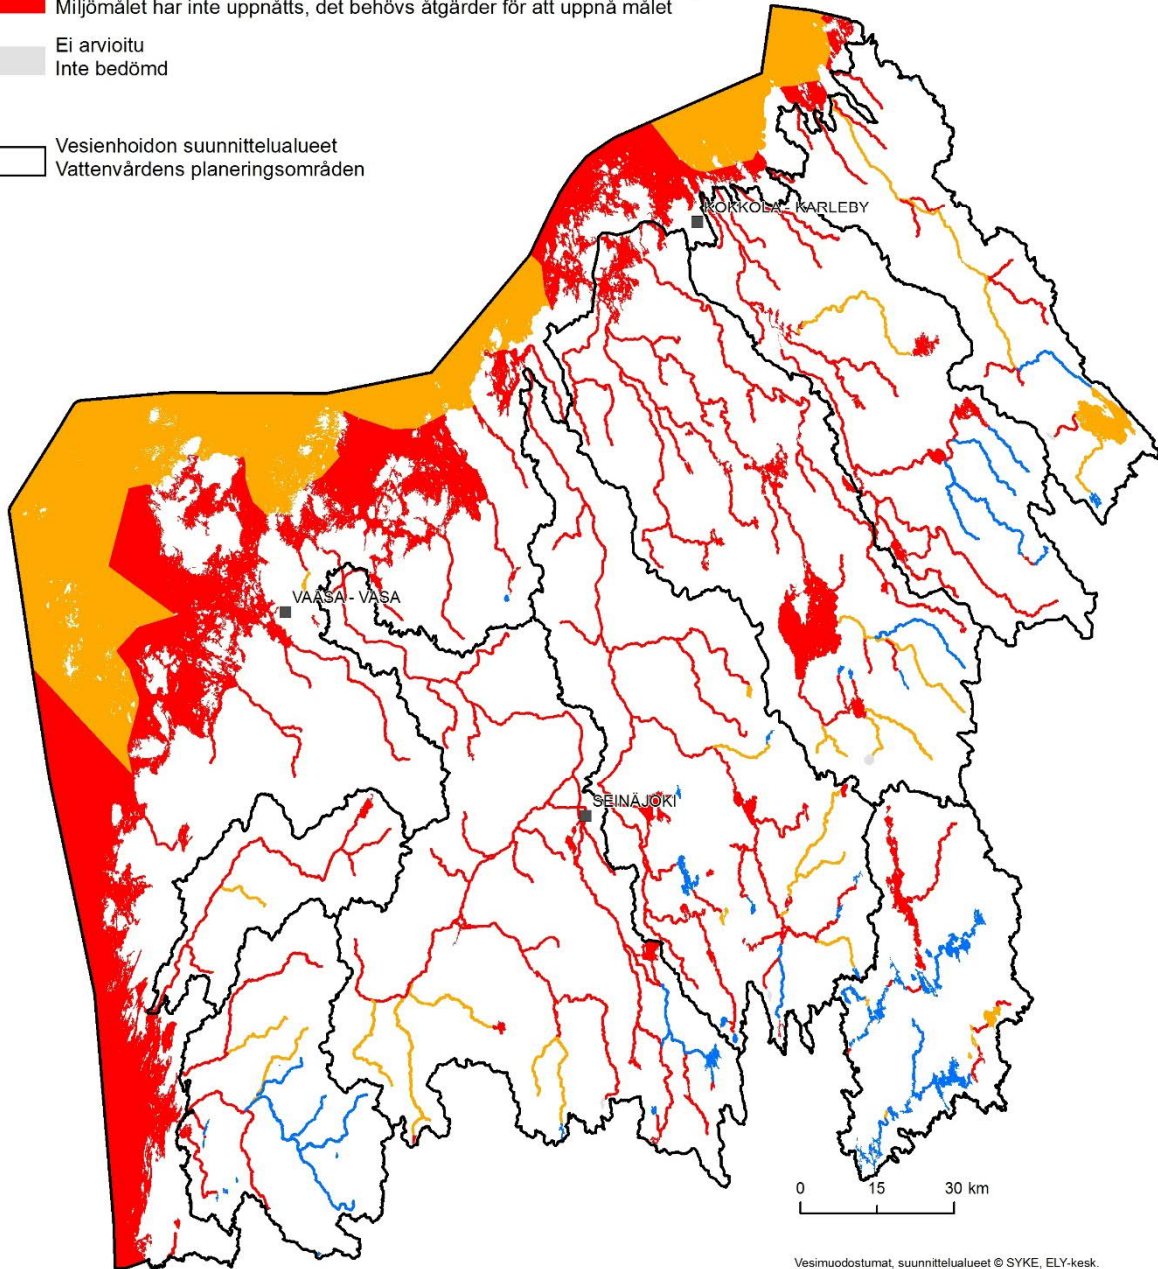 Miljömålet har inte uppnåtts, det behövs åtgärder för att uppnå målet
Ei arvioitu
Inte bedömd
Vesienhoidon suunnittelualueet
Vattenvårdens planeringsområden
KOKKOLA - KARLEBY
VAASA - VASA
SEINÄJOKI
0 15 30 km
Vesimuodostumat, suunnittelualueet © SYKE, ELY-kesk.